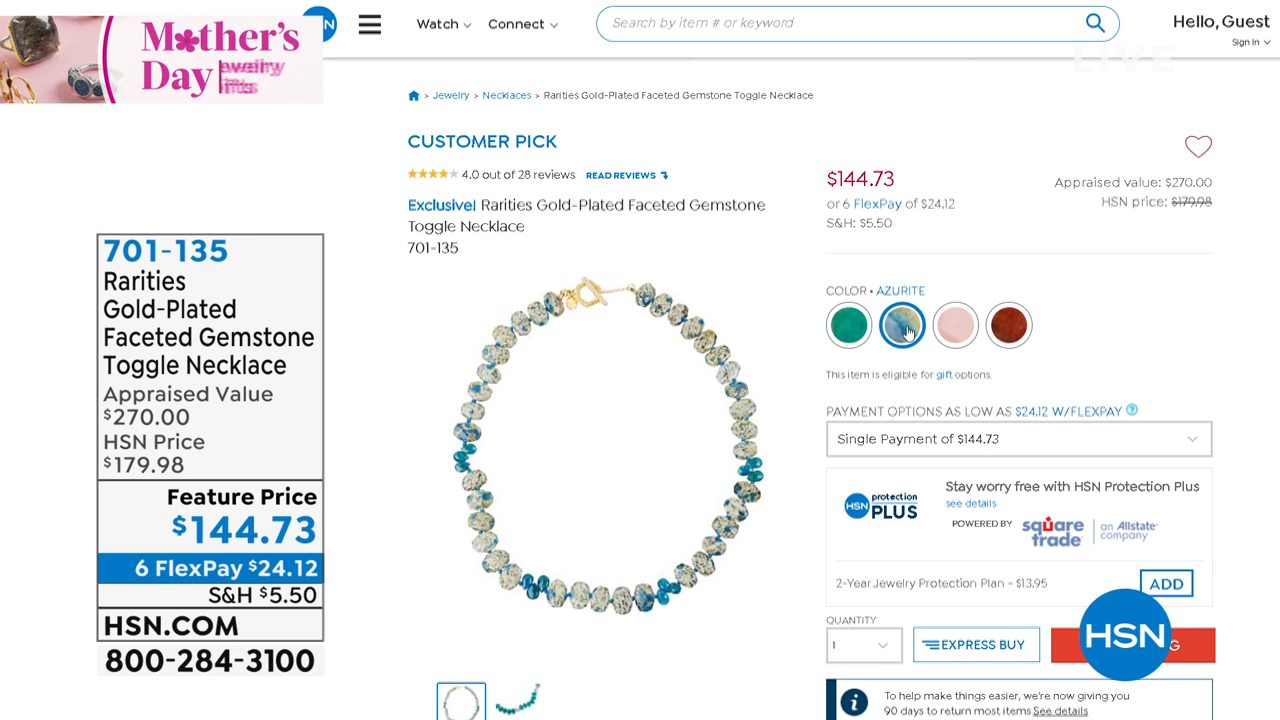 Mother's
Day
Watch
Connect
Search by item # or keyword
Hello, Guest
Sign In
LIVE
> Jewelry > Necklaces > Rarities Gold-Plated Faceted Gemstone Toggle Necklace
CUSTOMER PICK
4.0 out of 28 reviews READ REVIEWS
Exclusive! Rarities Gold-Plated Faceted Gemstone
Toggle Necklace
701-135
$144.73
or 6 FlexPay of $24.12
S&H: $5.50
Appraised value: $270.00
HSN price: $179.98
COLOR • AZURITE
This item is eligible for gift options.
PAYMENT OPTIONS AS LOW AS $24.12 W/FLEXPAY ?
Single Payment of $144.73
HSN protection PLUS
Stay worry free with HSN Protection Plus
see details
POWERED BY square trade | an Allstate company
2-Year Jewelry Protection Plan - $13.95
ADD
QUANTITY
1
EXPRESS BUY
HSN
G
i
To help make things easier, we're now giving you
90 days to return most items. See details
701-135
Rarities
Gold-Plated
Faceted Gemstone
Toggle Necklace
Appraised Value
$270.00
HSN Price
$179.98
Feature Price
$144.73
6 FlexPay $24.12
S&H $5.50
HSN.COM
800-284-3100